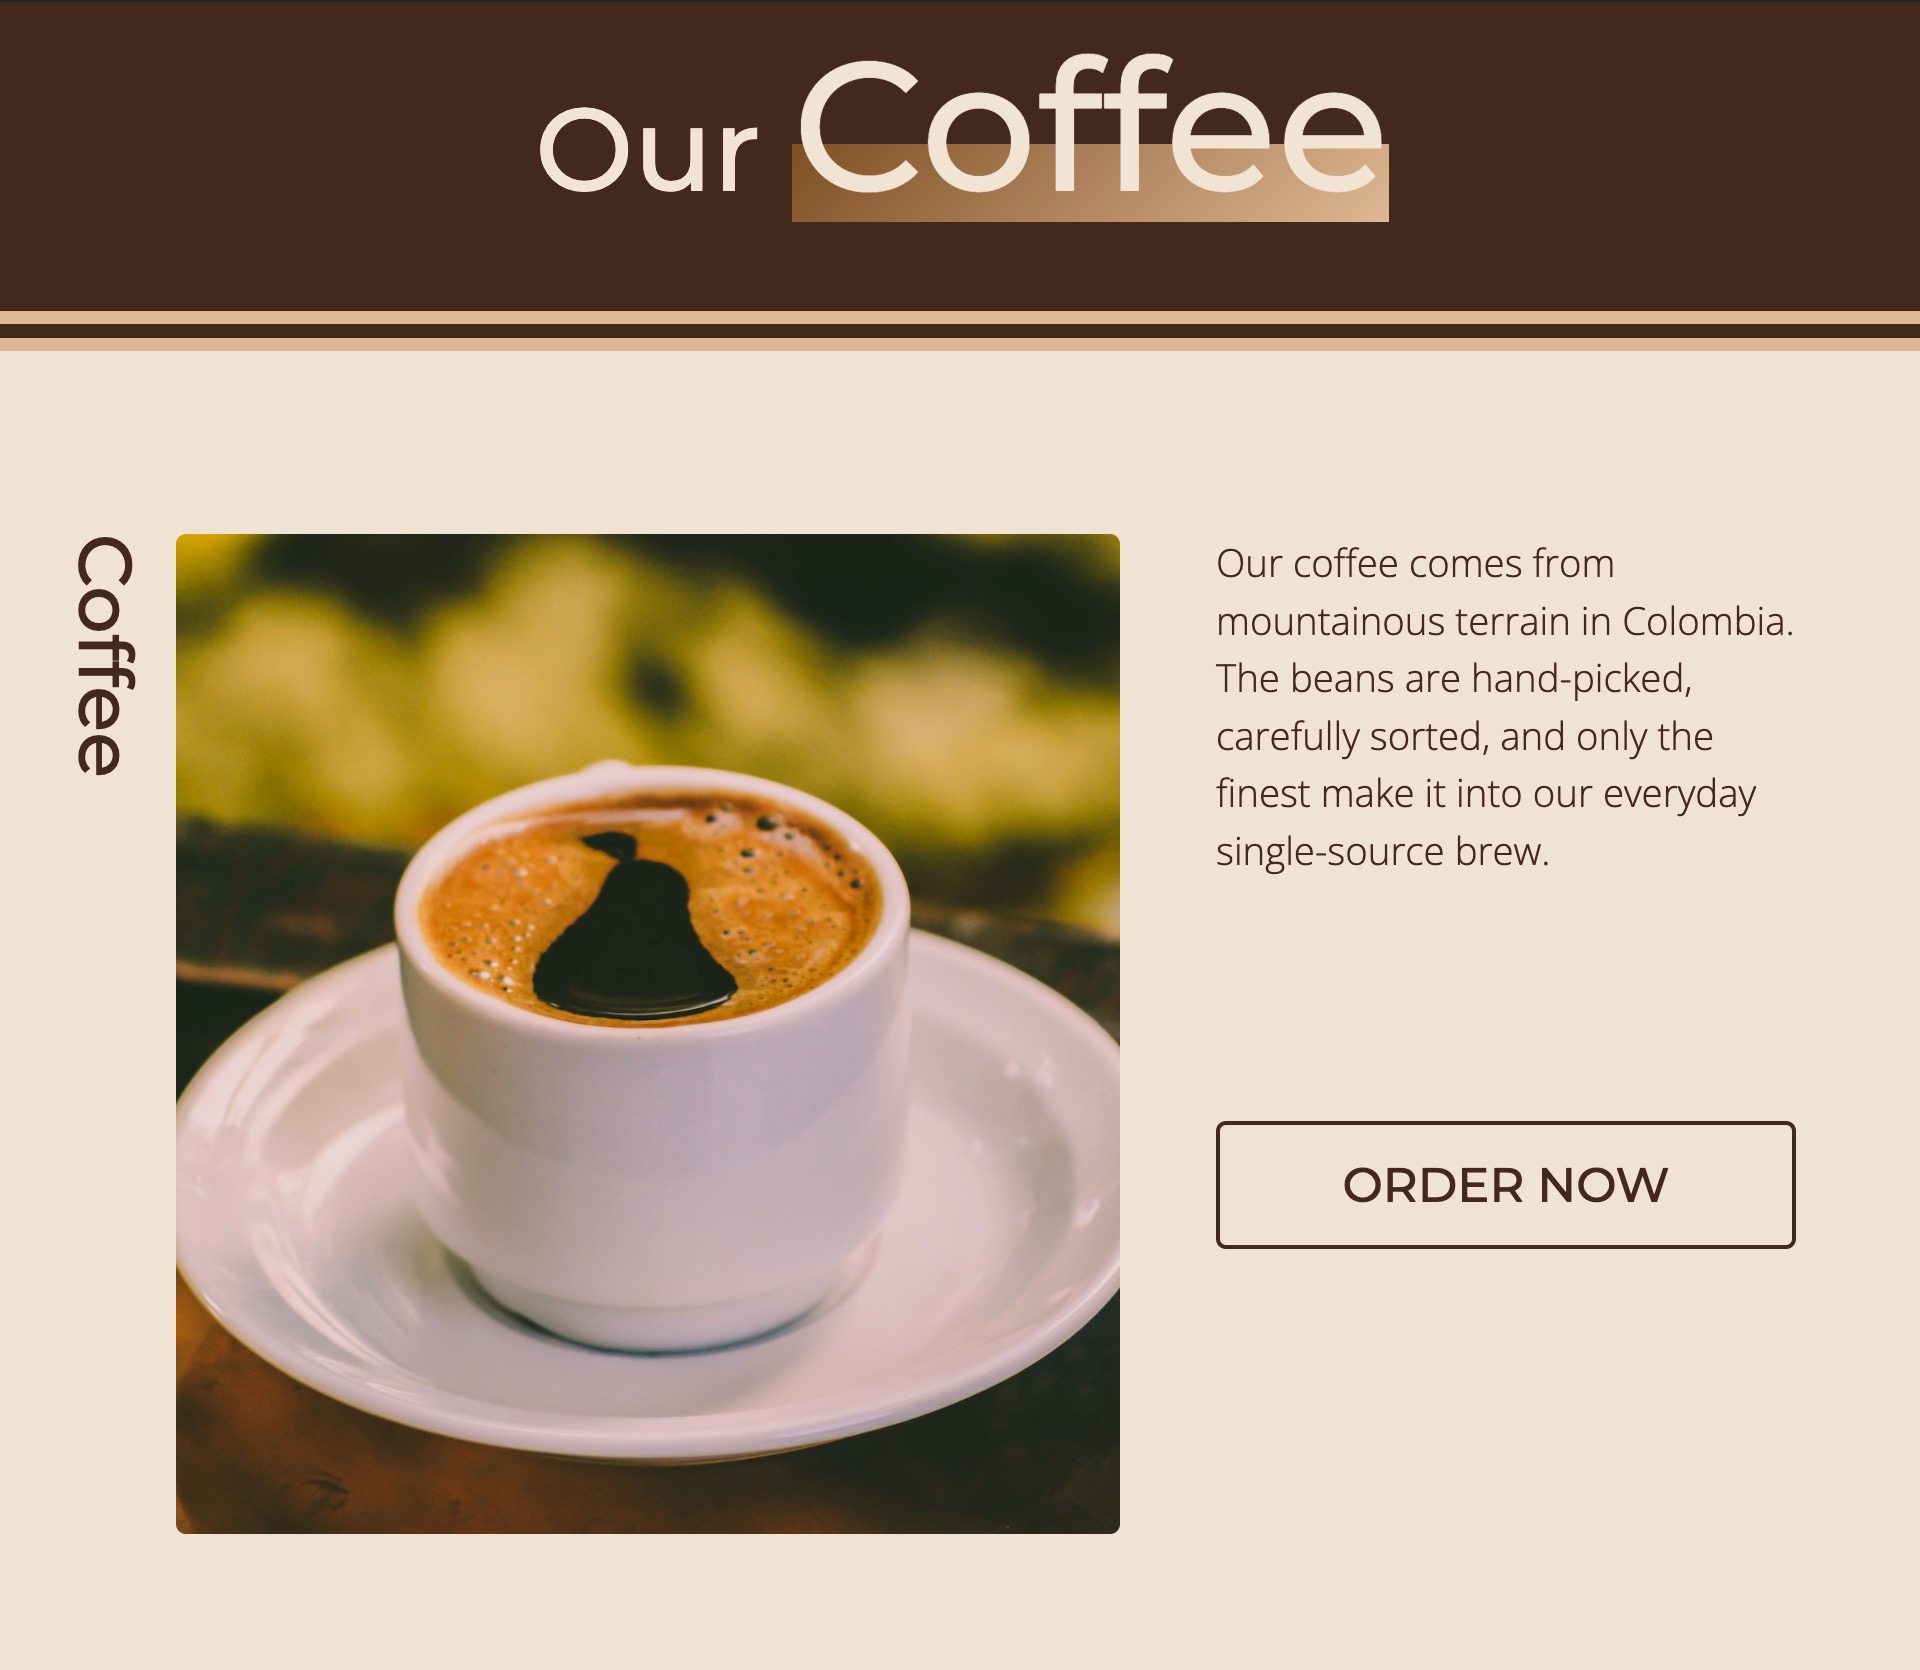 Our Coffee
Coffee
Our coffee comes from
mountainous terrain in Colombia.
The beans are hand-picked,
carefully sorted, and only the
finest make it into our everyday
single-source brew.
ORDER NOW